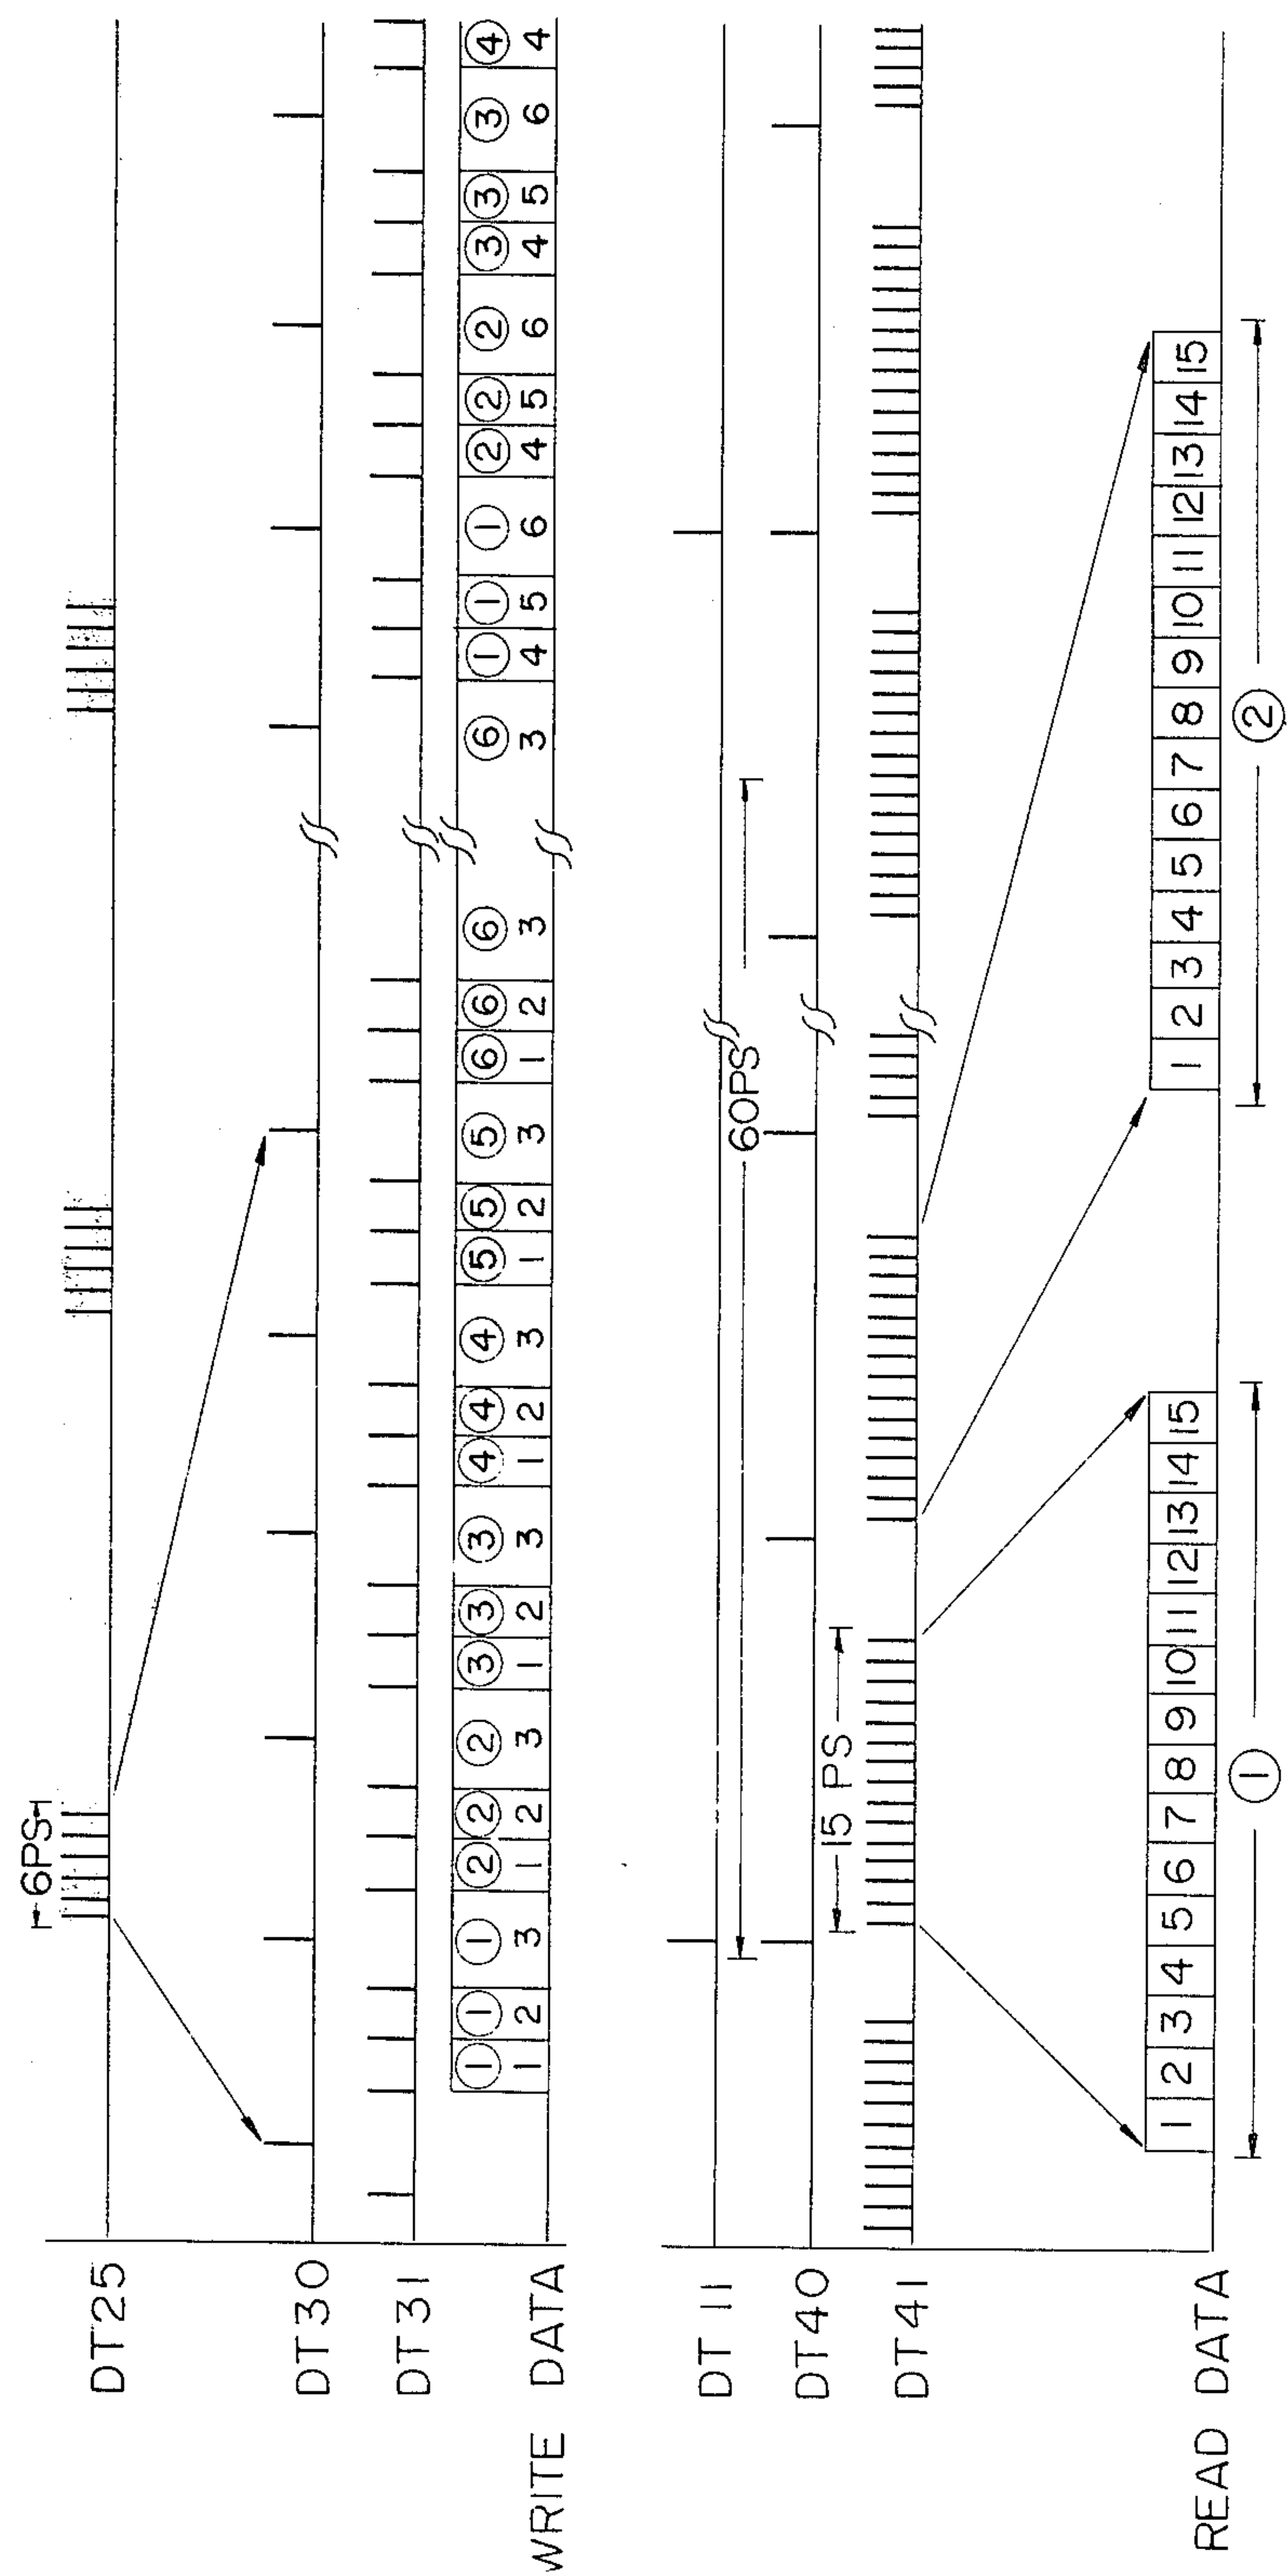 6PS
DT25
DT30
DT31
① ① ① ② ② ② ③ ③ ③ ④ ④ ④ ⑤ ⑤ ⑤ ⑥ ⑥ ⑥ ⑥ ① ① ① ② ② ② ③ ③ ③ ④
1 2 3 1 2 3 1 2 3 1 2 3 1 2 3 1 2 3 3 4 5 6 4 5 6 4 5 6 4
WRITE DATA
DT 11
60PS
DT40
15 PS
DT41
1 2 3 4 5 6 7 8 9 10 11 12 13 14 15 1 2 3 4 5 6 7 8 9 10 11 12 13 14 15
READ DATA
① ②